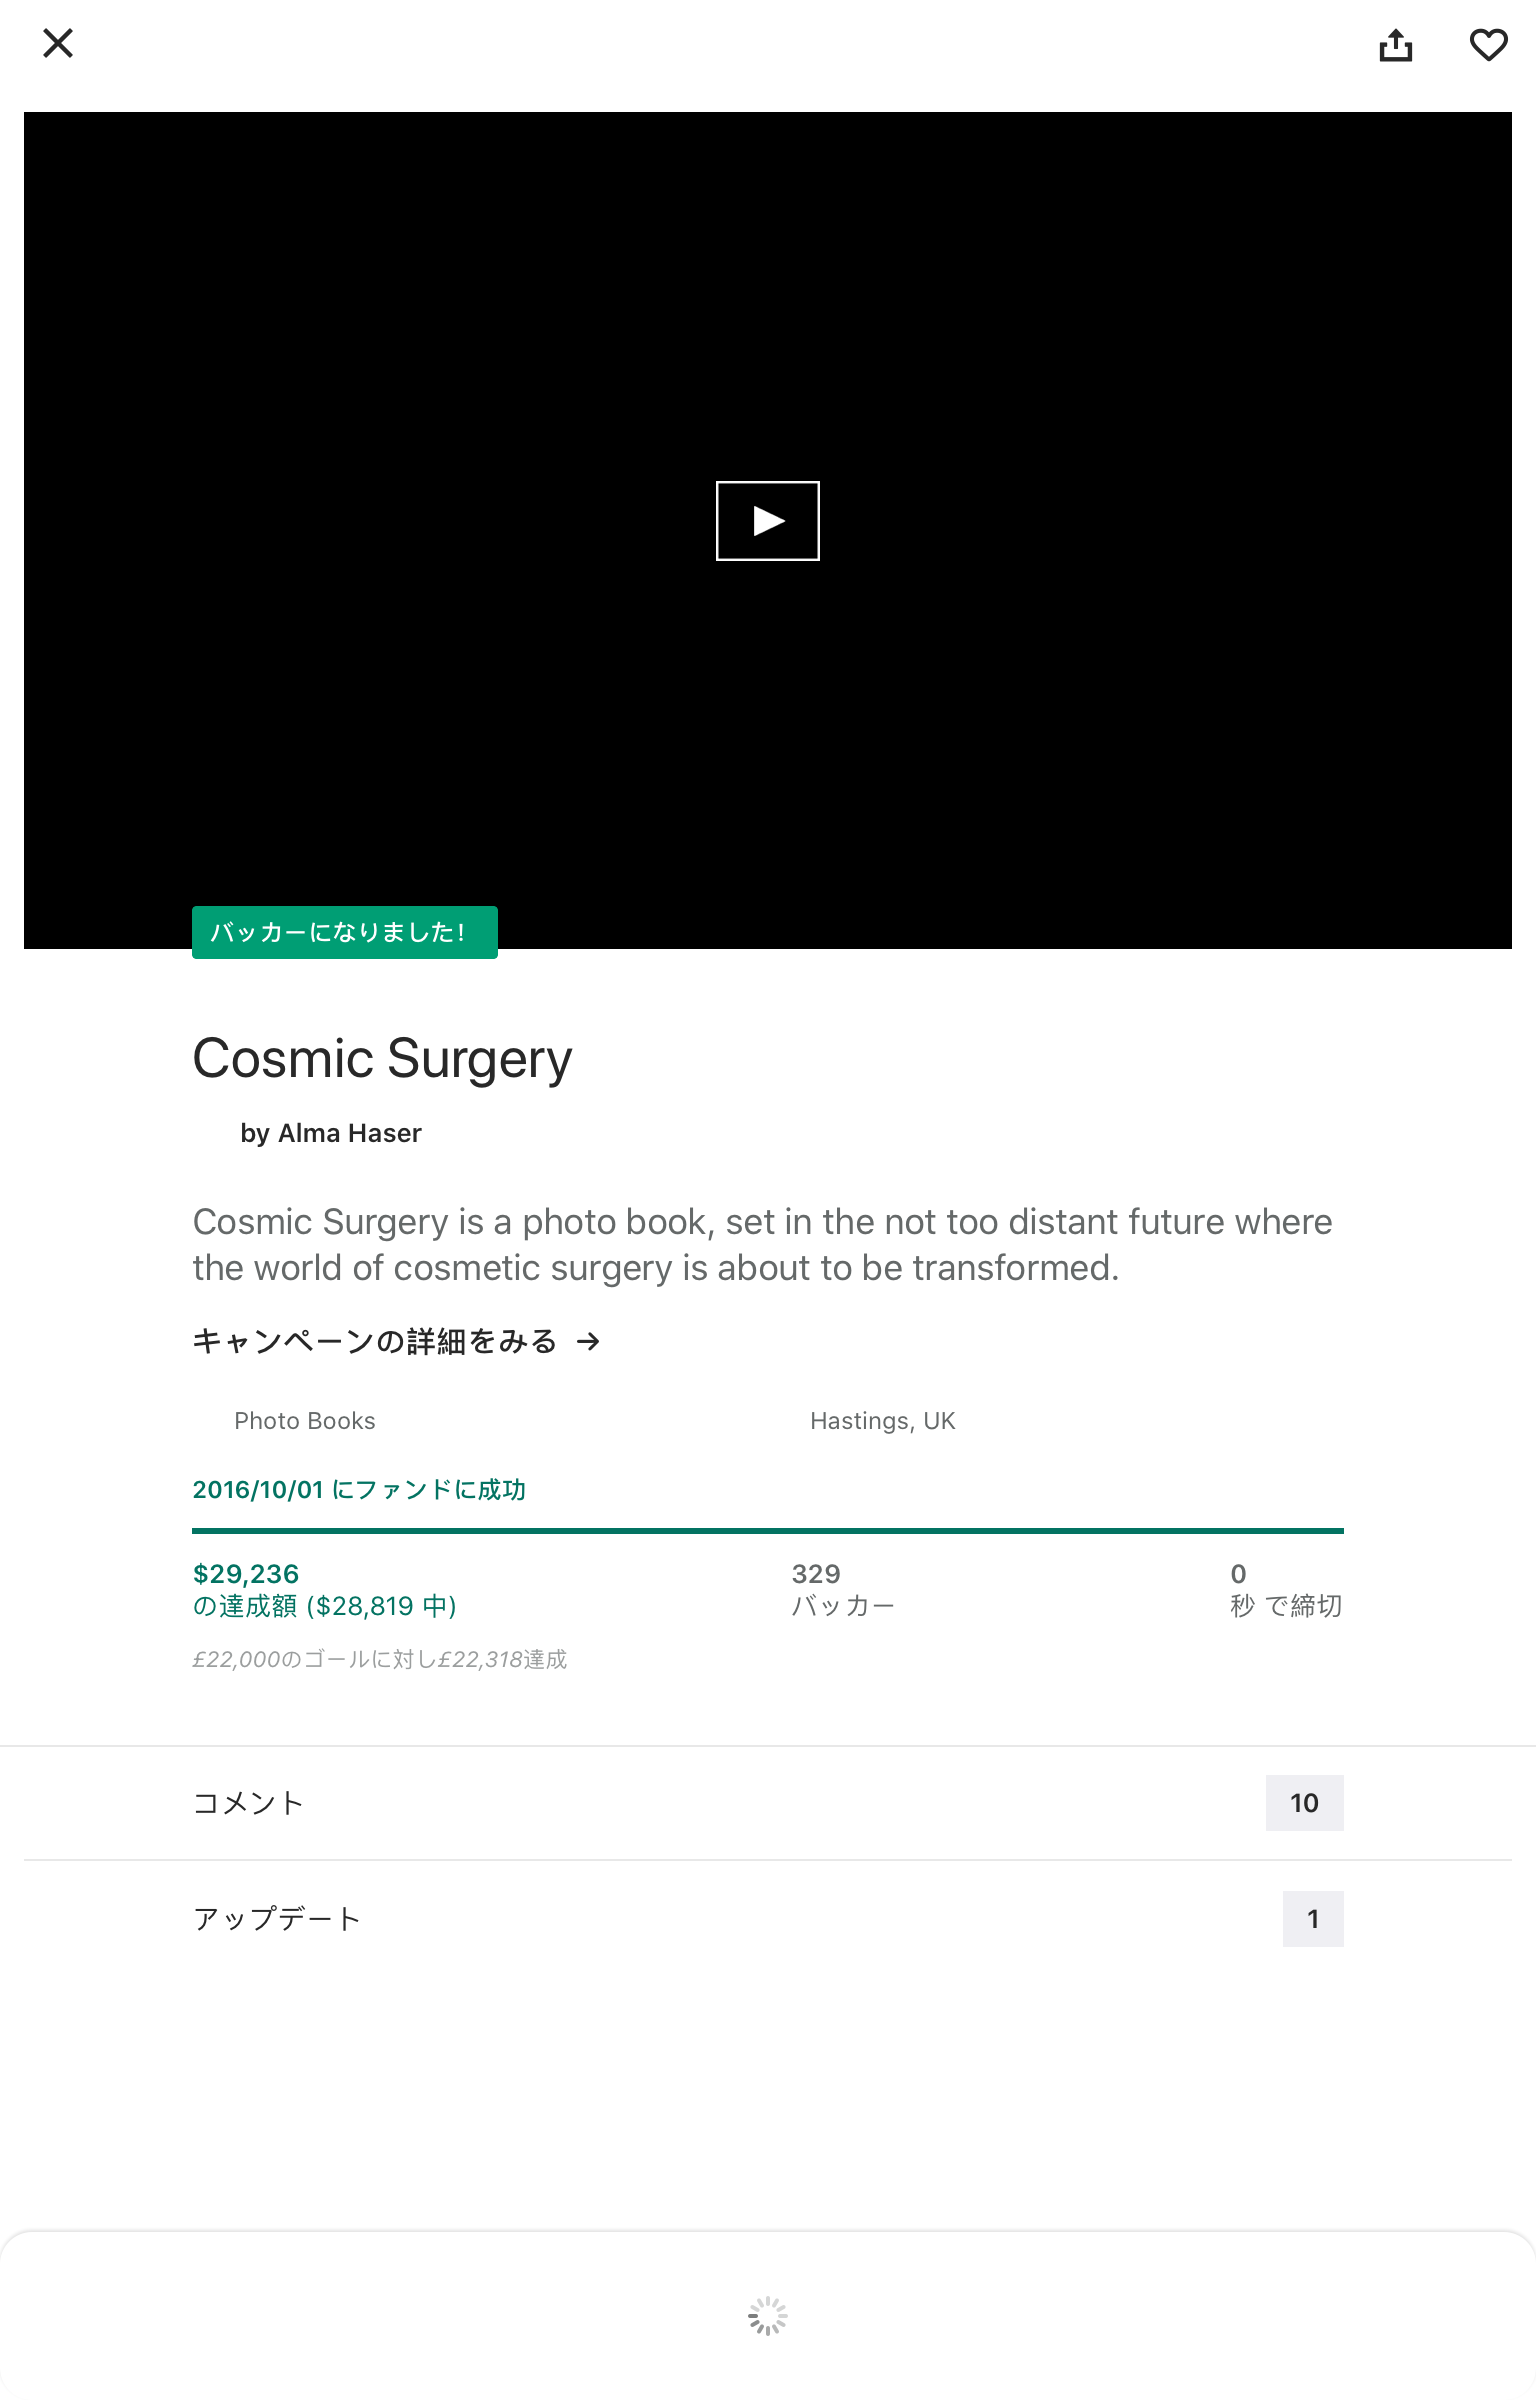 バッカーになりました!
Cosmic Surgery
by Alma Haser
Cosmic Surgery is a photo book, set in the not too distant future where
the world of cosmetic surgery is about to be transformed.
キャンペーンの詳細をみる →
Photo Books
Hastings, UK
2016/10/01 にファンドに成功
$29,236
の達成額 ($28,819 中)
329
バッカー
0
秒 で締切
£22,000のゴールに対し£22,318達成
コメント
10
アップデート
1